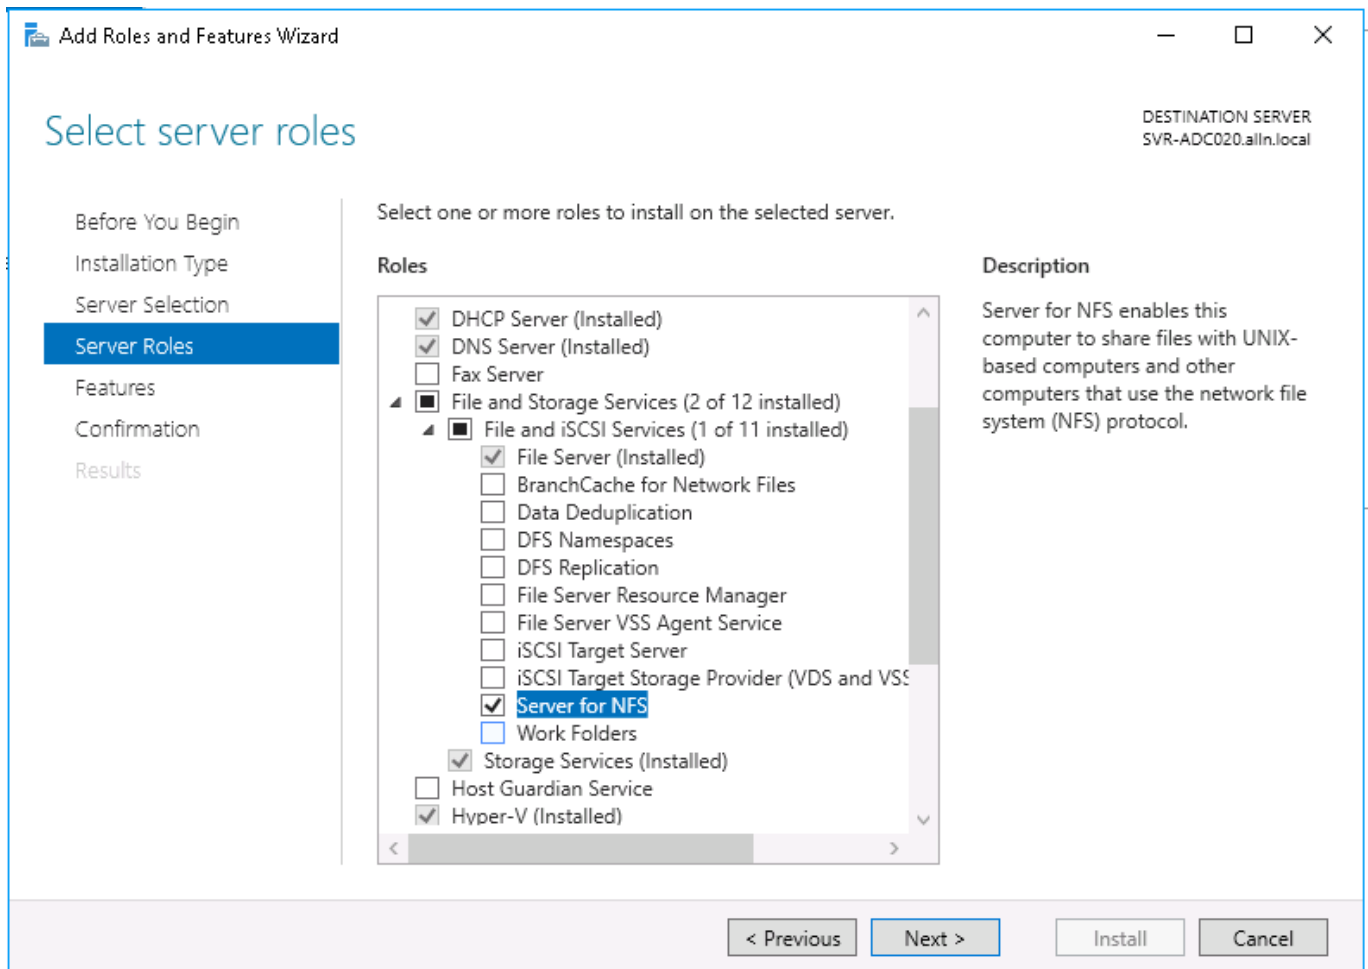 Add Roles and Features Wizard
Select server roles
DESTINATION SERVER
SVR-ADC020.alln.local
Before You Begin
Installation Type
Server Selection
Server Roles
Features
Confirmation
Results
Select one or more roles to install on the selected server.
Roles
DHCP Server (Installed)
DNS Server (Installed)
Fax Server
File and Storage Services (2 of 12 installed)
File and iSCSI Services (1 of 11 installed)
File Server (Installed)
BranchCache for Network Files
Data Deduplication
DFS Namespaces
DFS Replication
File Server Resource Manager
File Server VSS Agent Service
iSCSI Target Server
iSCSI Target Storage Provider (VDS and VSS
Server for NFS
Work Folders
Storage Services (Installed)
Host Guardian Service
Hyper-V (Installed)
Description
Server for NFS enables this
computer to share files with UNIX-
based computers and other
computers that use the network file
system (NFS) protocol.
< Previous
Next >
Install
Cancel